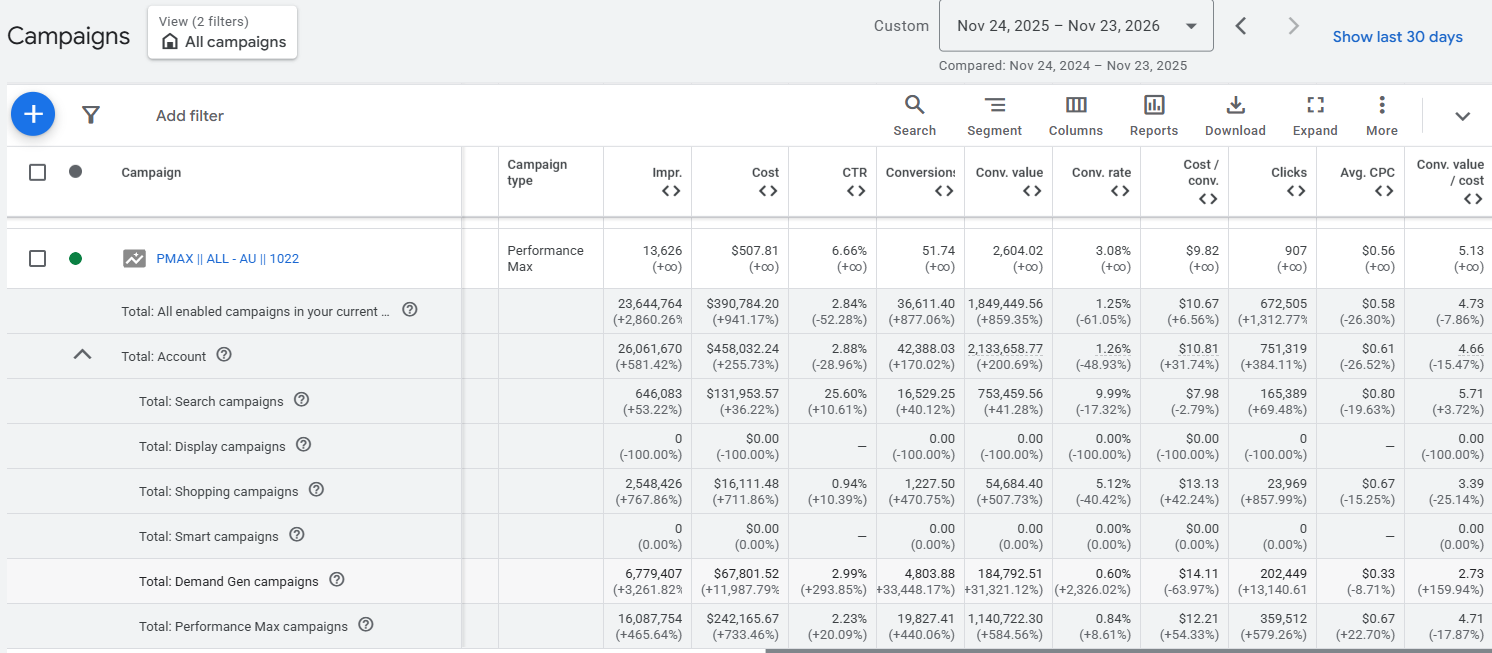 Campaigns
View (2 filters)
All campaigns
Custom
Nov 24, 2025 – Nov 23, 2026
Show last 30 days
Compared: Nov 24, 2024 – Nov 23, 2025
Add filter
Search
Segment
Columns
Reports
Download
Expand
More
Campaign
Campaign type
Impr.
Cost
CTR
Conversions
Conv. value
Conv. rate
Cost / conv.
Clicks
Avg. CPC
Conv. value / cost
PMAX || ALL - AU || 1022 Performance Max 13,626 $507.81 6.66% 51.74 2,604.02 3.08% $9.82 907 $0.56 5.13
(+∞) (+∞) (+∞) (+∞) (+∞) (+∞) (+∞) (+∞) (+∞) (+∞)
Total: All enabled campaigns in your current ... 23,644,764 $390,784.20 2.84% 36,611.40 1,849,449.56 1.25% $10.67 672,505 $0.58 4.73
(+2,860.26% (+941.17%) (-52.28%) (+877.06%) (+859.35%) (-61.05%) (+6.56%) (+1,312.77% (-26.30%) (-7.86%)
Total: Account 26,061,670 $458,032.24 2.88% 42,388.03 2,133,658.77 1.26% $10.81 751,319 $0.61 4.66
(+581.42%) (+255.73%) (-28.96%) (+170.02%) (+200.69%) (-48.93%) (+31.74%) (+384.11%) (-26.52%) (-15.47%)
Total: Search campaigns 646,083 $131,953.57 25.60% 16,529.25 753,459.56 9.99% $7.98 165,389 $0.80 5.71
(+53.22%) (+36.22%) (+10.61%) (+40.12%) (+41.28%) (-17.32%) (-2.79%) (+69.48%) (-19.63%) (+3.72%)
Total: Display campaigns 0 $0.00 — 0.00 0.00 0.00% $0.00 0 — 0.00
(-100.00%) (-100.00%) (-100.00%) (-100.00%) (-100.00%) (-100.00%) (-100.00%) (-100.00%)
Total: Shopping campaigns 2,548,426 $16,111.48 0.94% 1,227.50 54,684.40 5.12% $13.13 23,969 $0.67 3.39
(+767.86%) (+711.86%) (+10.39%) (+470.75%) (+507.73%) (-40.42%) (+42.24%) (+857.99%) (-15.25%) (-25.14%)
Total: Smart campaigns 0 $0.00 — 0.00 0.00 0.00% $0.00 0 — 0.00
(0.00%) (0.00%) (0.00%) (0.00%) (0.00%) (0.00%) (0.00%) (0.00%)
Total: Demand Gen campaigns 6,779,407 $67,801.52 2.99% 4,803.88 184,792.51 0.60% $14.11 202,449 $0.33 2.73
(+3,261.82% (+11,987.79% (+293.85%) +33,448.17%) +31,321.12%) (+2,326.02%) (-63.97%) (+13,140.61 (-8.71%) (+159.94%)
Total: Performance Max campaigns 16,087,754 $242,165.67 2.23% 19,827.41 1,140,722.30 0.84% $12.21 359,512 $0.67 4.71
(+465.64%) (+733.46%) (+20.09%) (+440.06%) (+584.56%) (+8.61%) (+54.33%) (+579.26%) (+22.70%) (-17.87%)